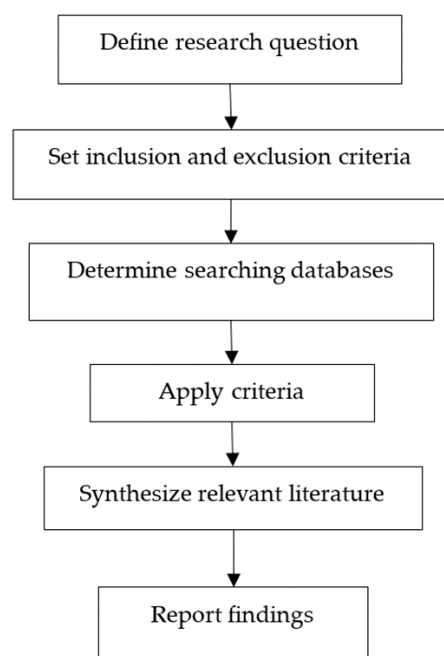 Define research question
Set inclusion and exclusion criteria
Determine searching databases
Apply criteria
Synthesize relevant literature
Report findings